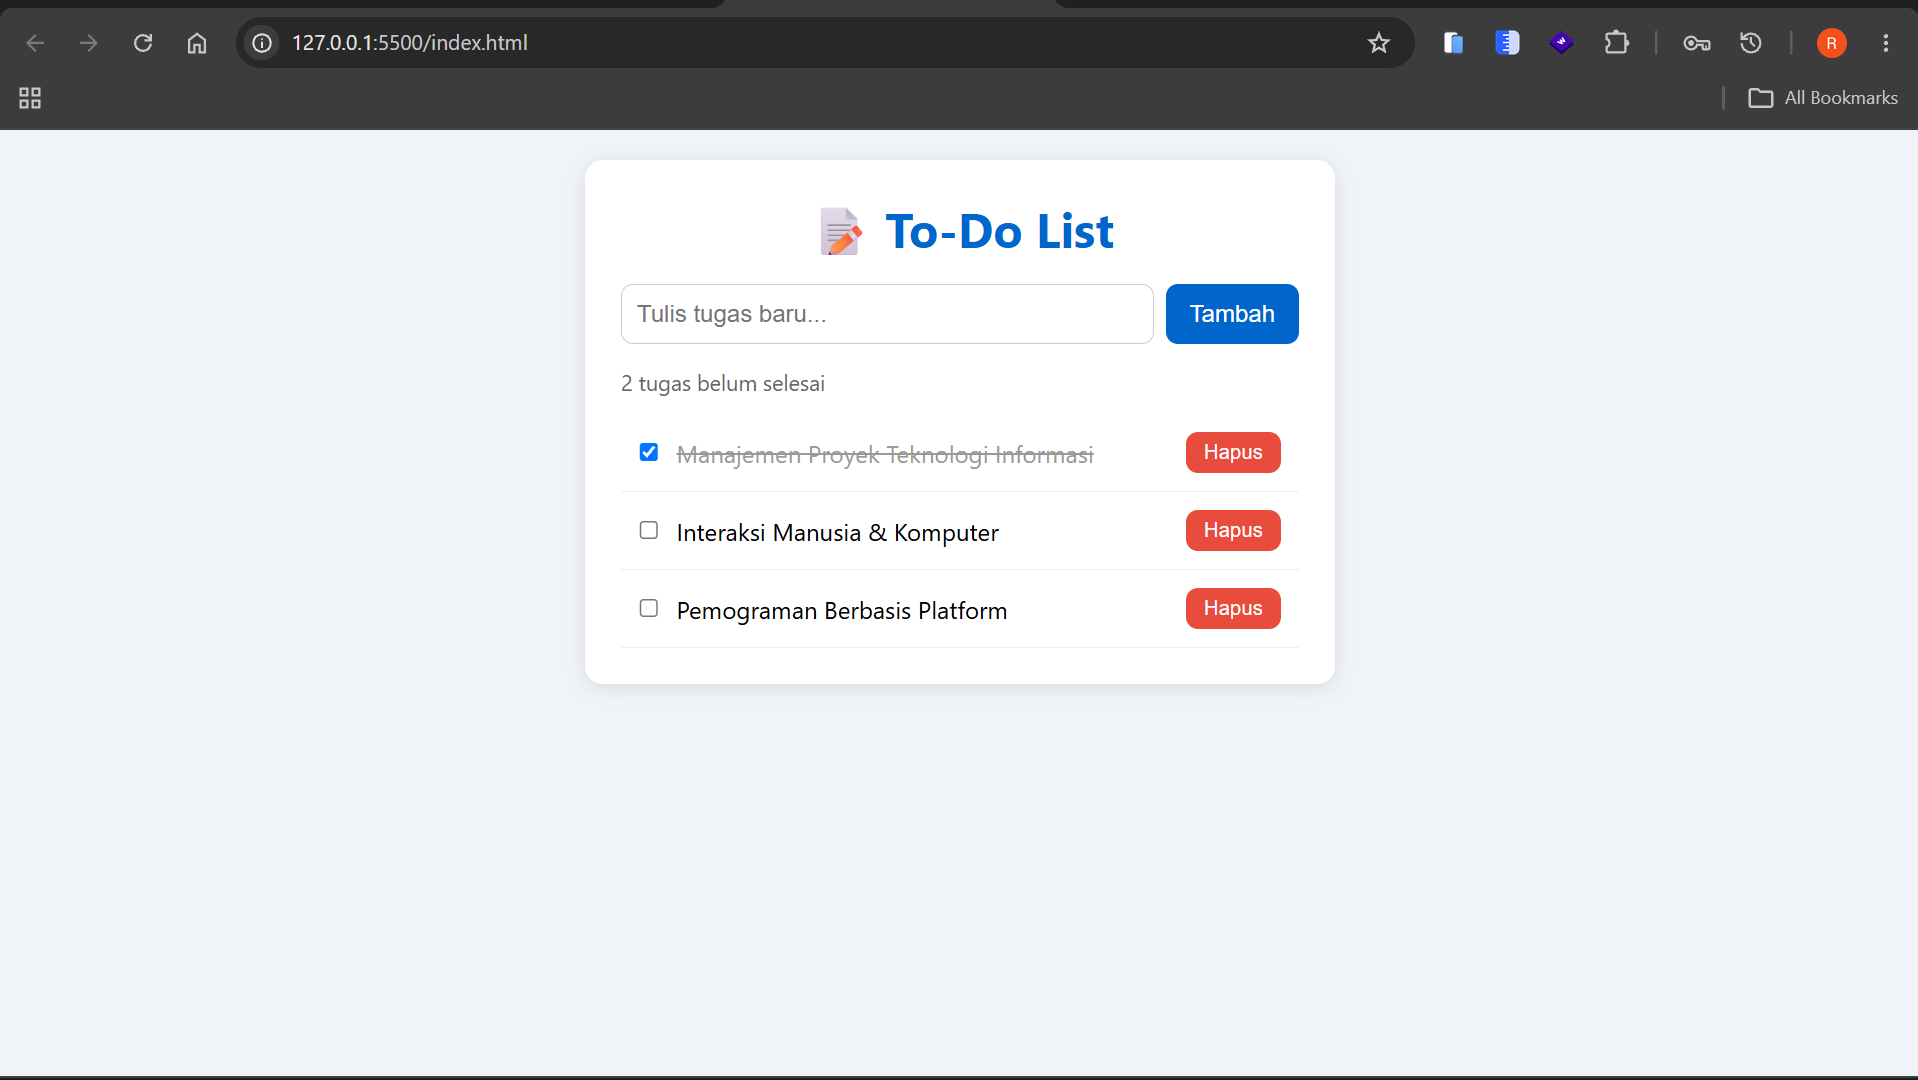 127.0.0.1:5500/index.html
R
All Bookmarks
To-Do List
Tulis tugas baru...
Tambah
2 tugas belum selesai
Manajemen Proyek Teknologi Informasi
Hapus
Interaksi Manusia & Komputer
Hapus
Pemograman Berbasis Platform
Hapus